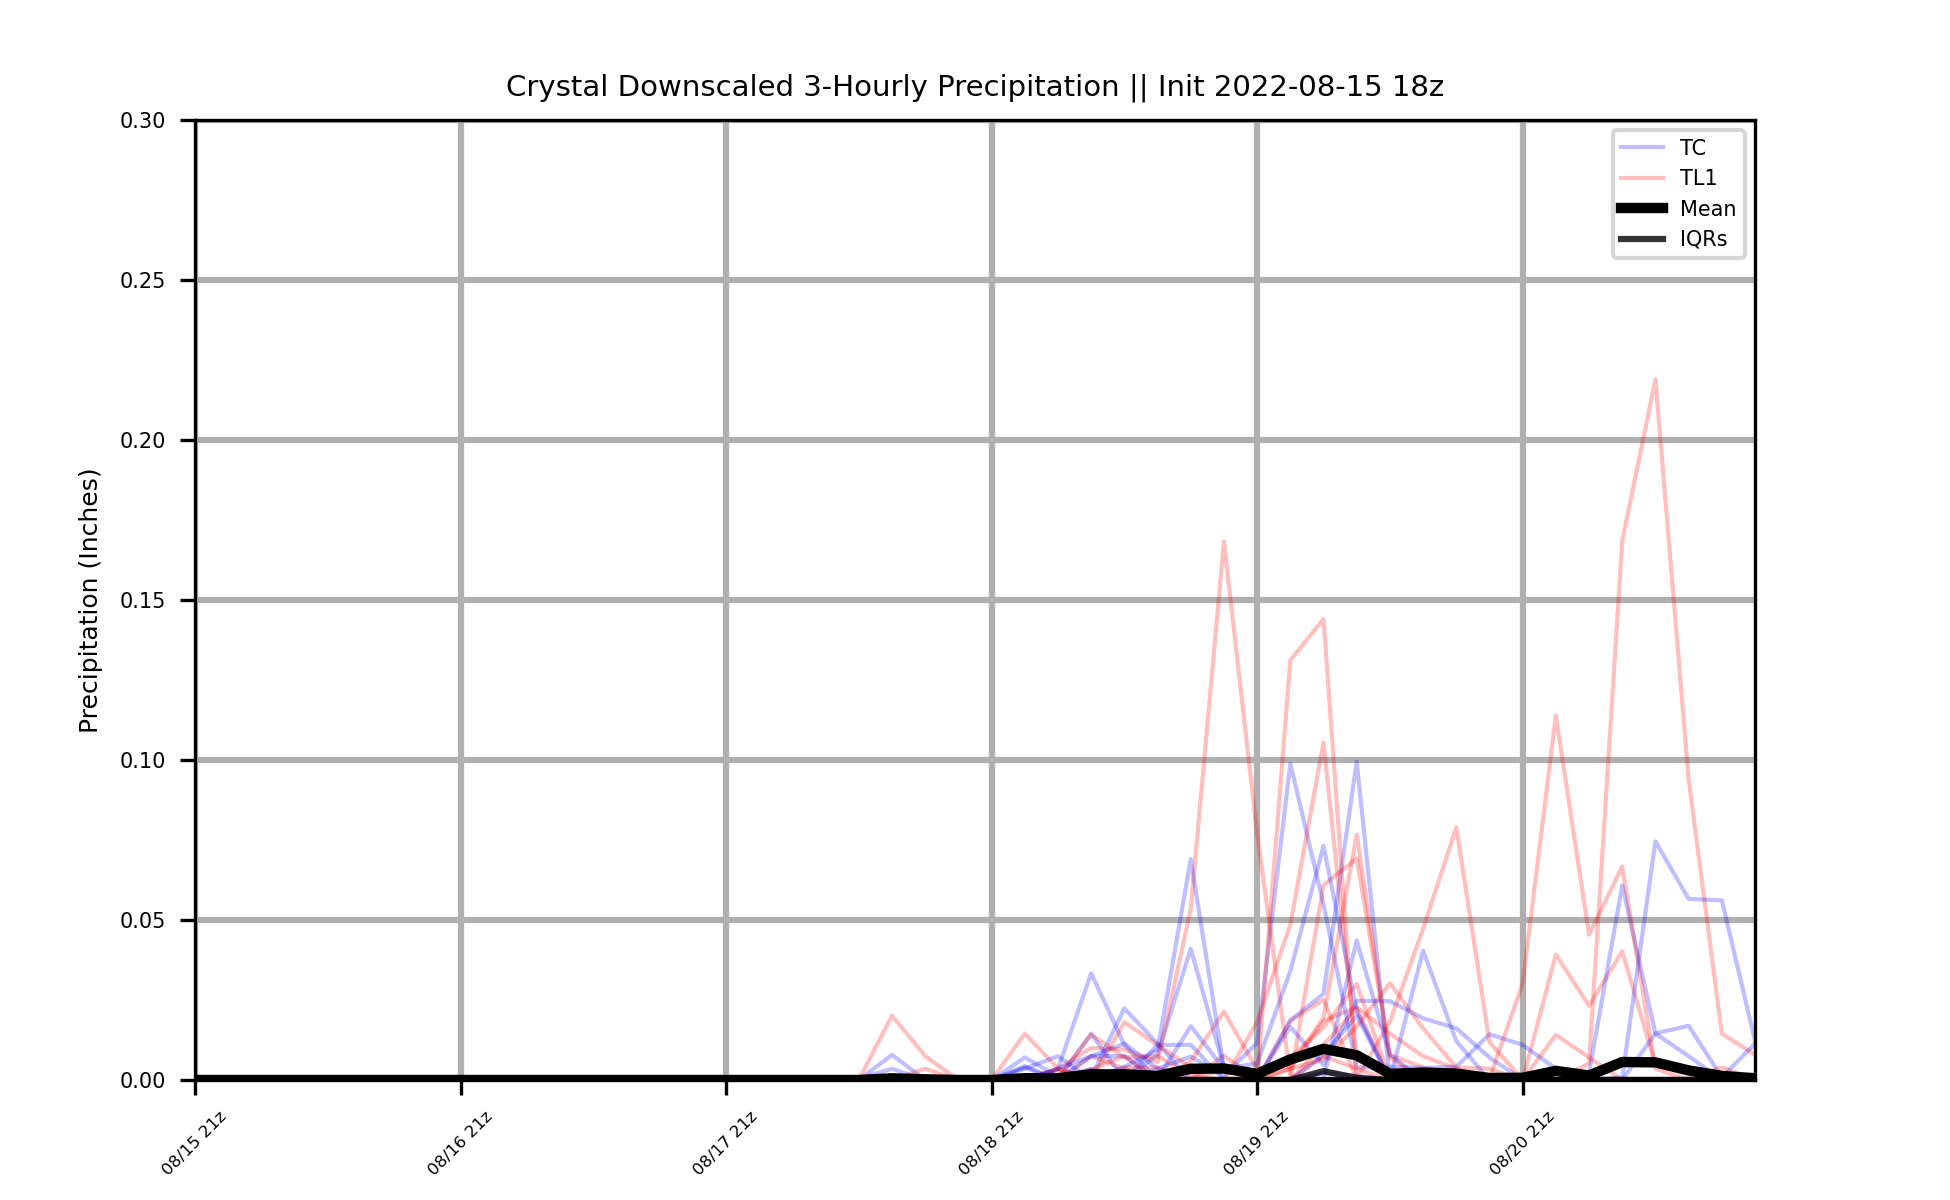 Crystal Downscaled 3-Hourly Precipitation || Init 2022-08-15 18z
TC
TL1
Mean
IQRs
Precipitation (Inches)
0.30
0.25
0.20
0.15
0.10
0.05
0.00
08/15 21z
08/16 21z
08/17 21z
08/18 21z
08/19 21z
08/20 21z